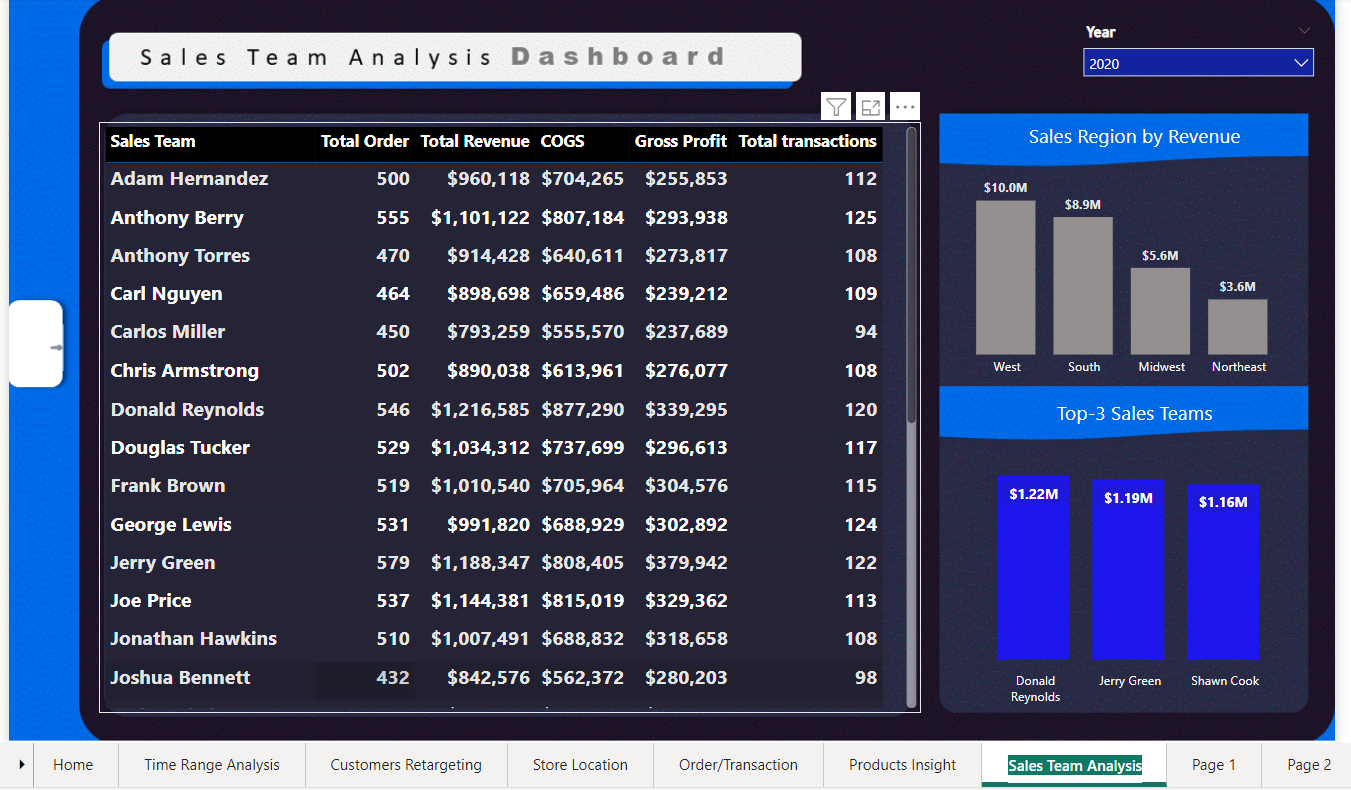 Sales Team Analysis Dashboard
Year
2020
Sales Team Total Order Total Revenue COGS Gross Profit Total transactions
Adam Hernandez 500 $960,118 $704,265 $255,853 112
Anthony Berry 555 $1,101,122 $807,184 $293,938 125
Anthony Torres 470 $914,428 $640,611 $273,817 108
Carl Nguyen 464 $898,698 $659,486 $239,212 109
Carlos Miller 450 $793,259 $555,570 $237,689 94
Chris Armstrong 502 $890,038 $613,961 $276,077 108
Donald Reynolds 546 $1,216,585 $877,290 $339,295 120
Douglas Tucker 529 $1,034,312 $737,699 $296,613 117
Frank Brown 519 $1,010,540 $705,964 $304,576 115
George Lewis 531 $991,820 $688,929 $302,892 124
Jerry Green 579 $1,188,347 $808,405 $379,942 122
Joe Price 537 $1,144,381 $815,019 $329,362 113
Jonathan Hawkins 510 $1,007,491 $688,832 $318,658 108
Joshua Bennett 432 $842,576 $562,372 $280,203 98
Sales Region by Revenue
$10.0M
$8.9M
$5.6M
$3.6M
West South Midwest Northeast
Top-3 Sales Teams
$1.22M $1.19M $1.16M
Donald Jerry Green Shawn Cook
Reynolds
Home Time Range Analysis Customers Retargeting Store Location Order/Transaction Products Insight Sales Team Analysis Page 1 Page 2